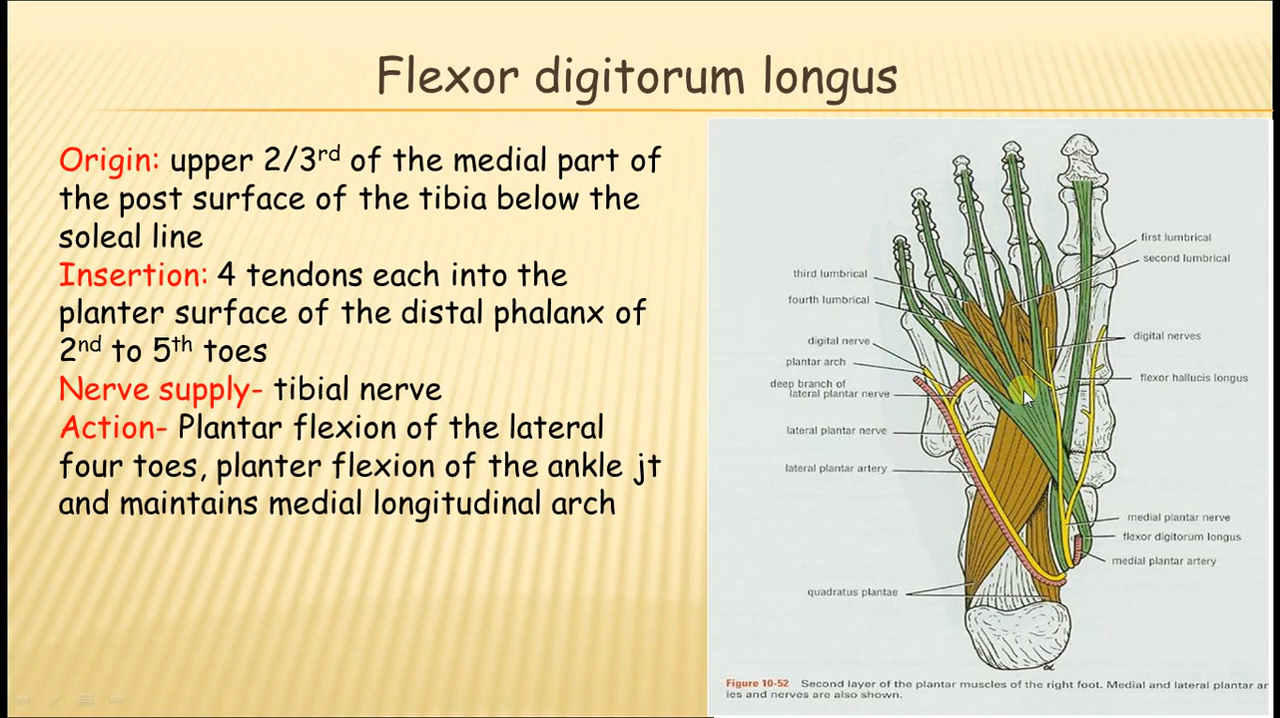 Flexor digitorum longus
Origin: upper 2/3rd of the medial part of
the post surface of the tibia below the
soleal line
Insertion: 4 tendons each into the
planter surface of the distal phalanx of
2nd to 5th toes
Nerve supply- tibial nerve
Action- Plantar flexion of the lateral
four toes, planter flexion of the ankle jt
and maintains medial longitudinal arch
first lumbrical
second lumbrical
third lumbrical
fourth lumbrical
digital nerves
digital nerve
plantar arch
flexor hallucis longus
deep branch of
lateral plantar nerve
lateral plantar nerve
lateral plantar artery
medial plantar nerve
flexor digitorum longus
medial plantar artery
quadratus plantae
Figure 10-52 Second layer of the plantar muscles of the right foot. Medial and lateral plantar ar
ies and nerves are also shown.